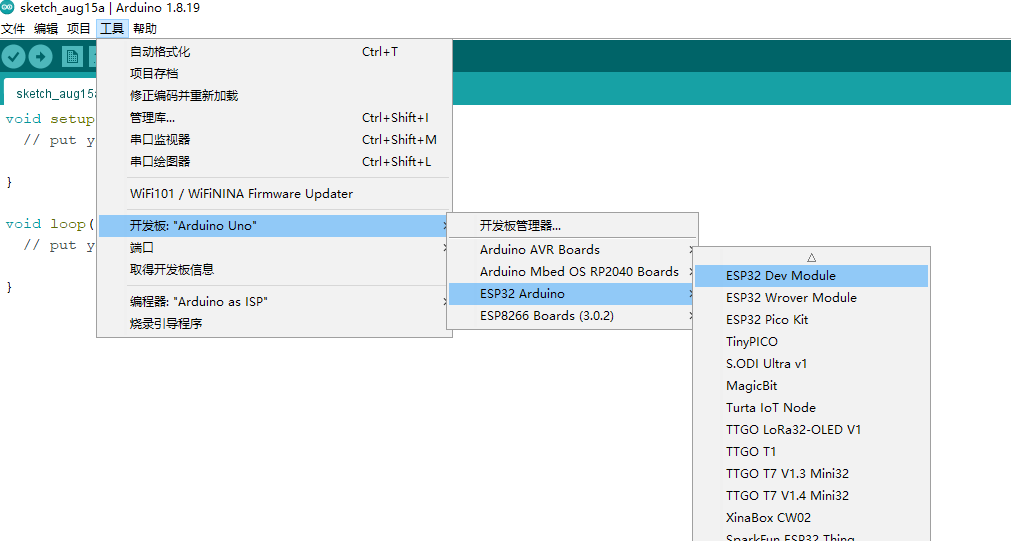 sketch_aug15a | Arduino 1.8.19
文件 编辑 项目 工具 帮助
自动格式化 Ctrl+T
项目存档
修正编码并重新加载
管理库... Ctrl+Shift+I
串口监视器 Ctrl+Shift+M
串口绘图器 Ctrl+Shift+L
WiFi101 / WiFiNINA Firmware Updater
开发板: "Arduino Uno"
端口
取得开发板信息
编程器: "Arduino as ISP"
烧录引导程序
开发板管理器...
Arduino AVR Boards
Arduino Mbed OS RP2040 Boards
ESP32 Arduino
ESP8266 Boards (3.0.2)
△
ESP32 Dev Module
ESP32 Wrover Module
ESP32 Pico Kit
TinyPICO
S.ODI Ultra v1
MagicBit
Turta IoT Node
TTGO LoRa32-OLED V1
TTGO T1
TTGO T7 V1.3 Mini32
TTGO T7 V1.4 Mini32
XinaBox CW02
SparkFun ESP32 Thing
sketch_aug15a
void setup
// put y
}
void loop(
// put y
}